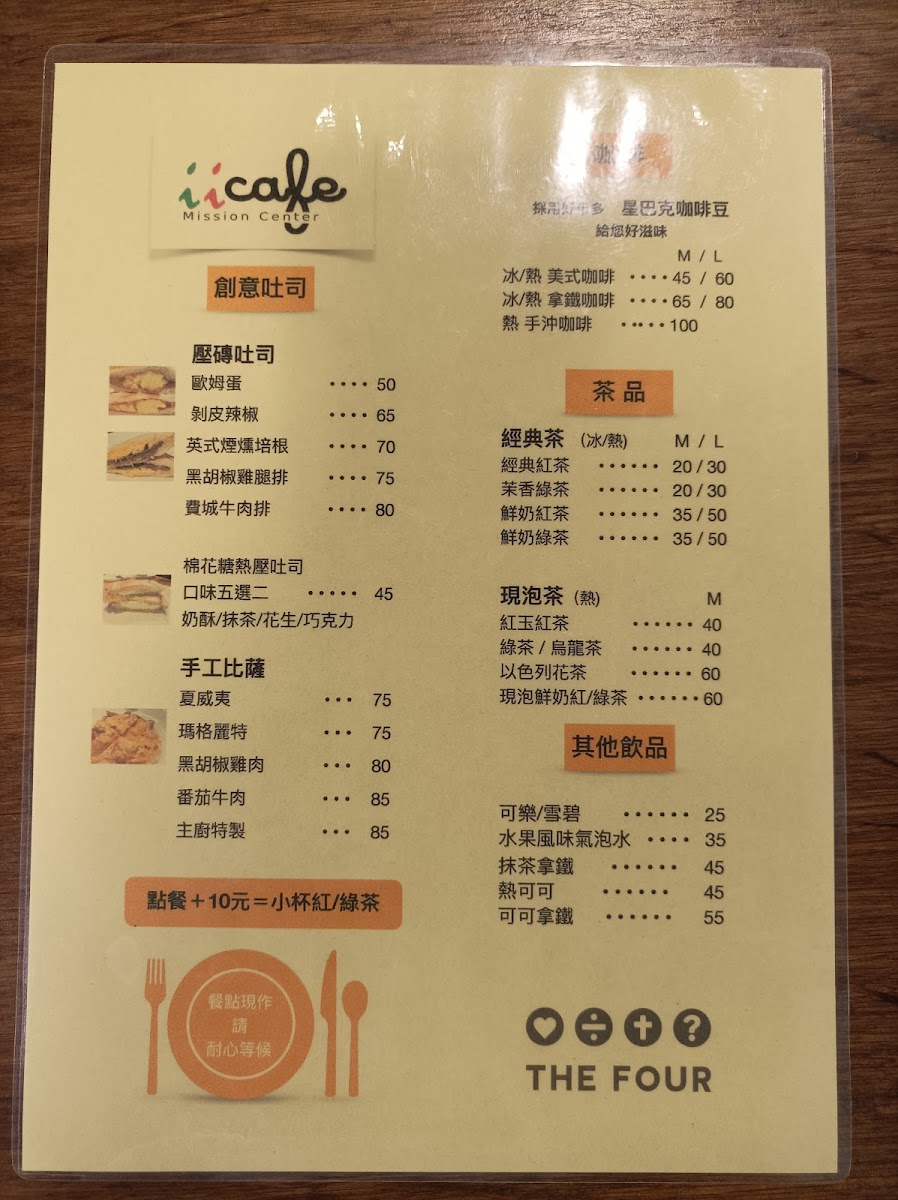 iicafe
Mission Center
創意吐司
壓磚吐司
歐姆蛋 ···· 50
剝皮辣椒 ···· 65
英式煙燻培根 ···· 70
黑胡椒雞腿排 ···· 75
費城牛肉排 ···· 80
棉花糖熱壓吐司
口味五選二 ····· 45
奶酥/抹茶/花生/巧克力
手工比薩
夏威夷 ··· 75
瑪格麗特 ··· 75
黑胡椒雞肉 ··· 80
番茄牛肉 ··· 85
主廚特製 ··· 85
點餐+10元=小杯紅/綠茶
餐點現作
請
耐心等候
咖啡
採用好市多 星巴克咖啡豆
給您好滋味
M / L
冰/熱 美式咖啡 ···· 45 / 60
冰/熱 拿鐵咖啡 ···· 65 / 80
熱 手沖咖啡 ····· 100
茶品
經典茶 (冰/熱) M / L
經典紅茶 ······ 20 / 30
茉香綠茶 ······ 20 / 30
鮮奶紅茶 ······ 35 / 50
鮮奶綠茶 ······ 35 / 50
現泡茶 (熱) M
紅玉紅茶 ······ 40
綠茶 / 烏龍茶 ······ 40
以色列花茶 ······ 60
現泡鮮奶紅/綠茶 ······ 60
其他飲品
可樂/雪碧 ······ 25
水果風味氣泡水 ···· 35
抹茶拿鐵 ······ 45
熱可可 ······ 45
可可拿鐵 ······ 55
THE FOUR